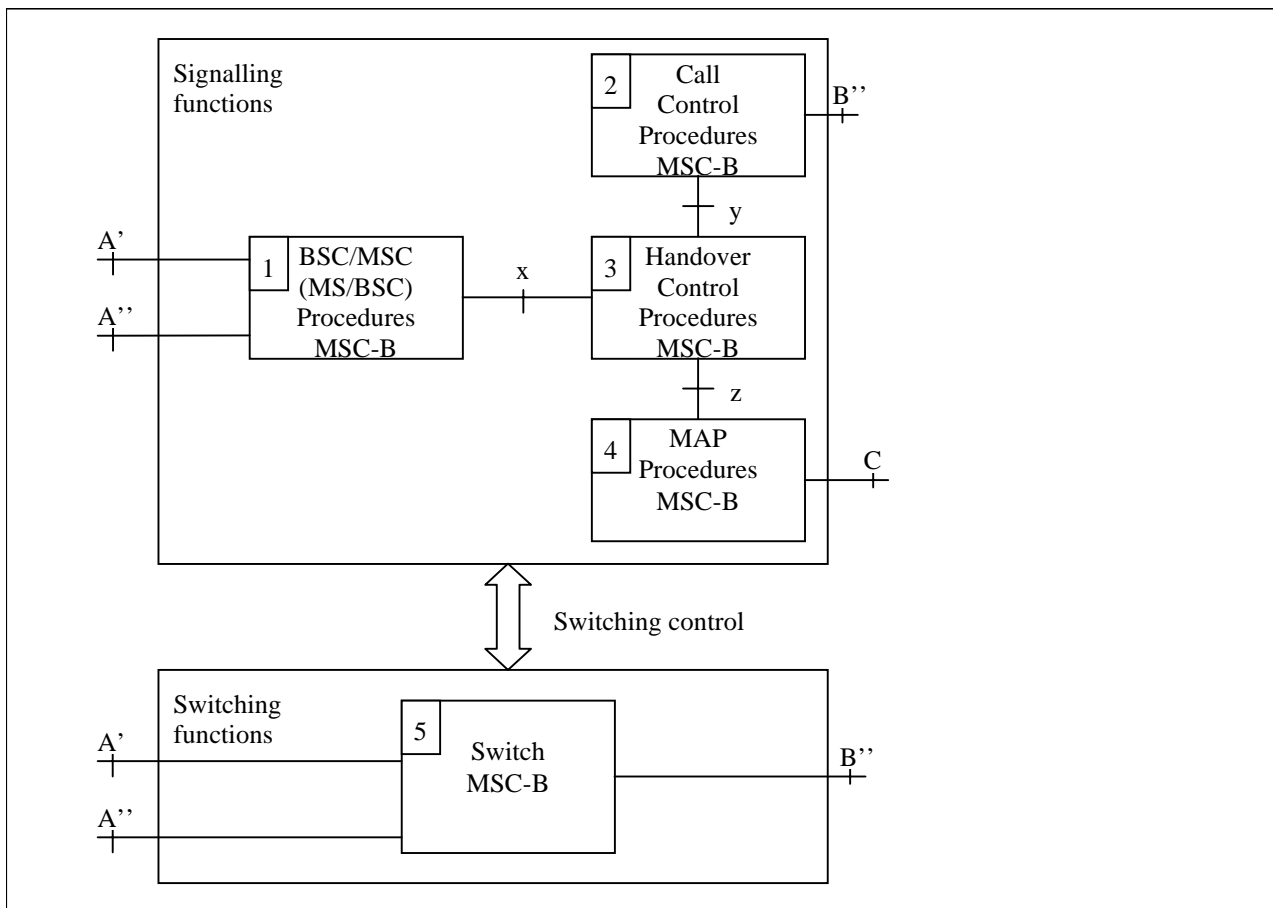 Signalling
functions
2
Call
Control
Procedures
MSC-B
B’’
y
A’
A’’
1
BSC/MSC
(MS/BSC)
Procedures
MSC-B
x
3
Handover
Control
Procedures
MSC-B
z
4
MAP
Procedures
MSC-B
C
Switching control
Switching
functions
A’
A’’
5
Switch
MSC-B
B’’